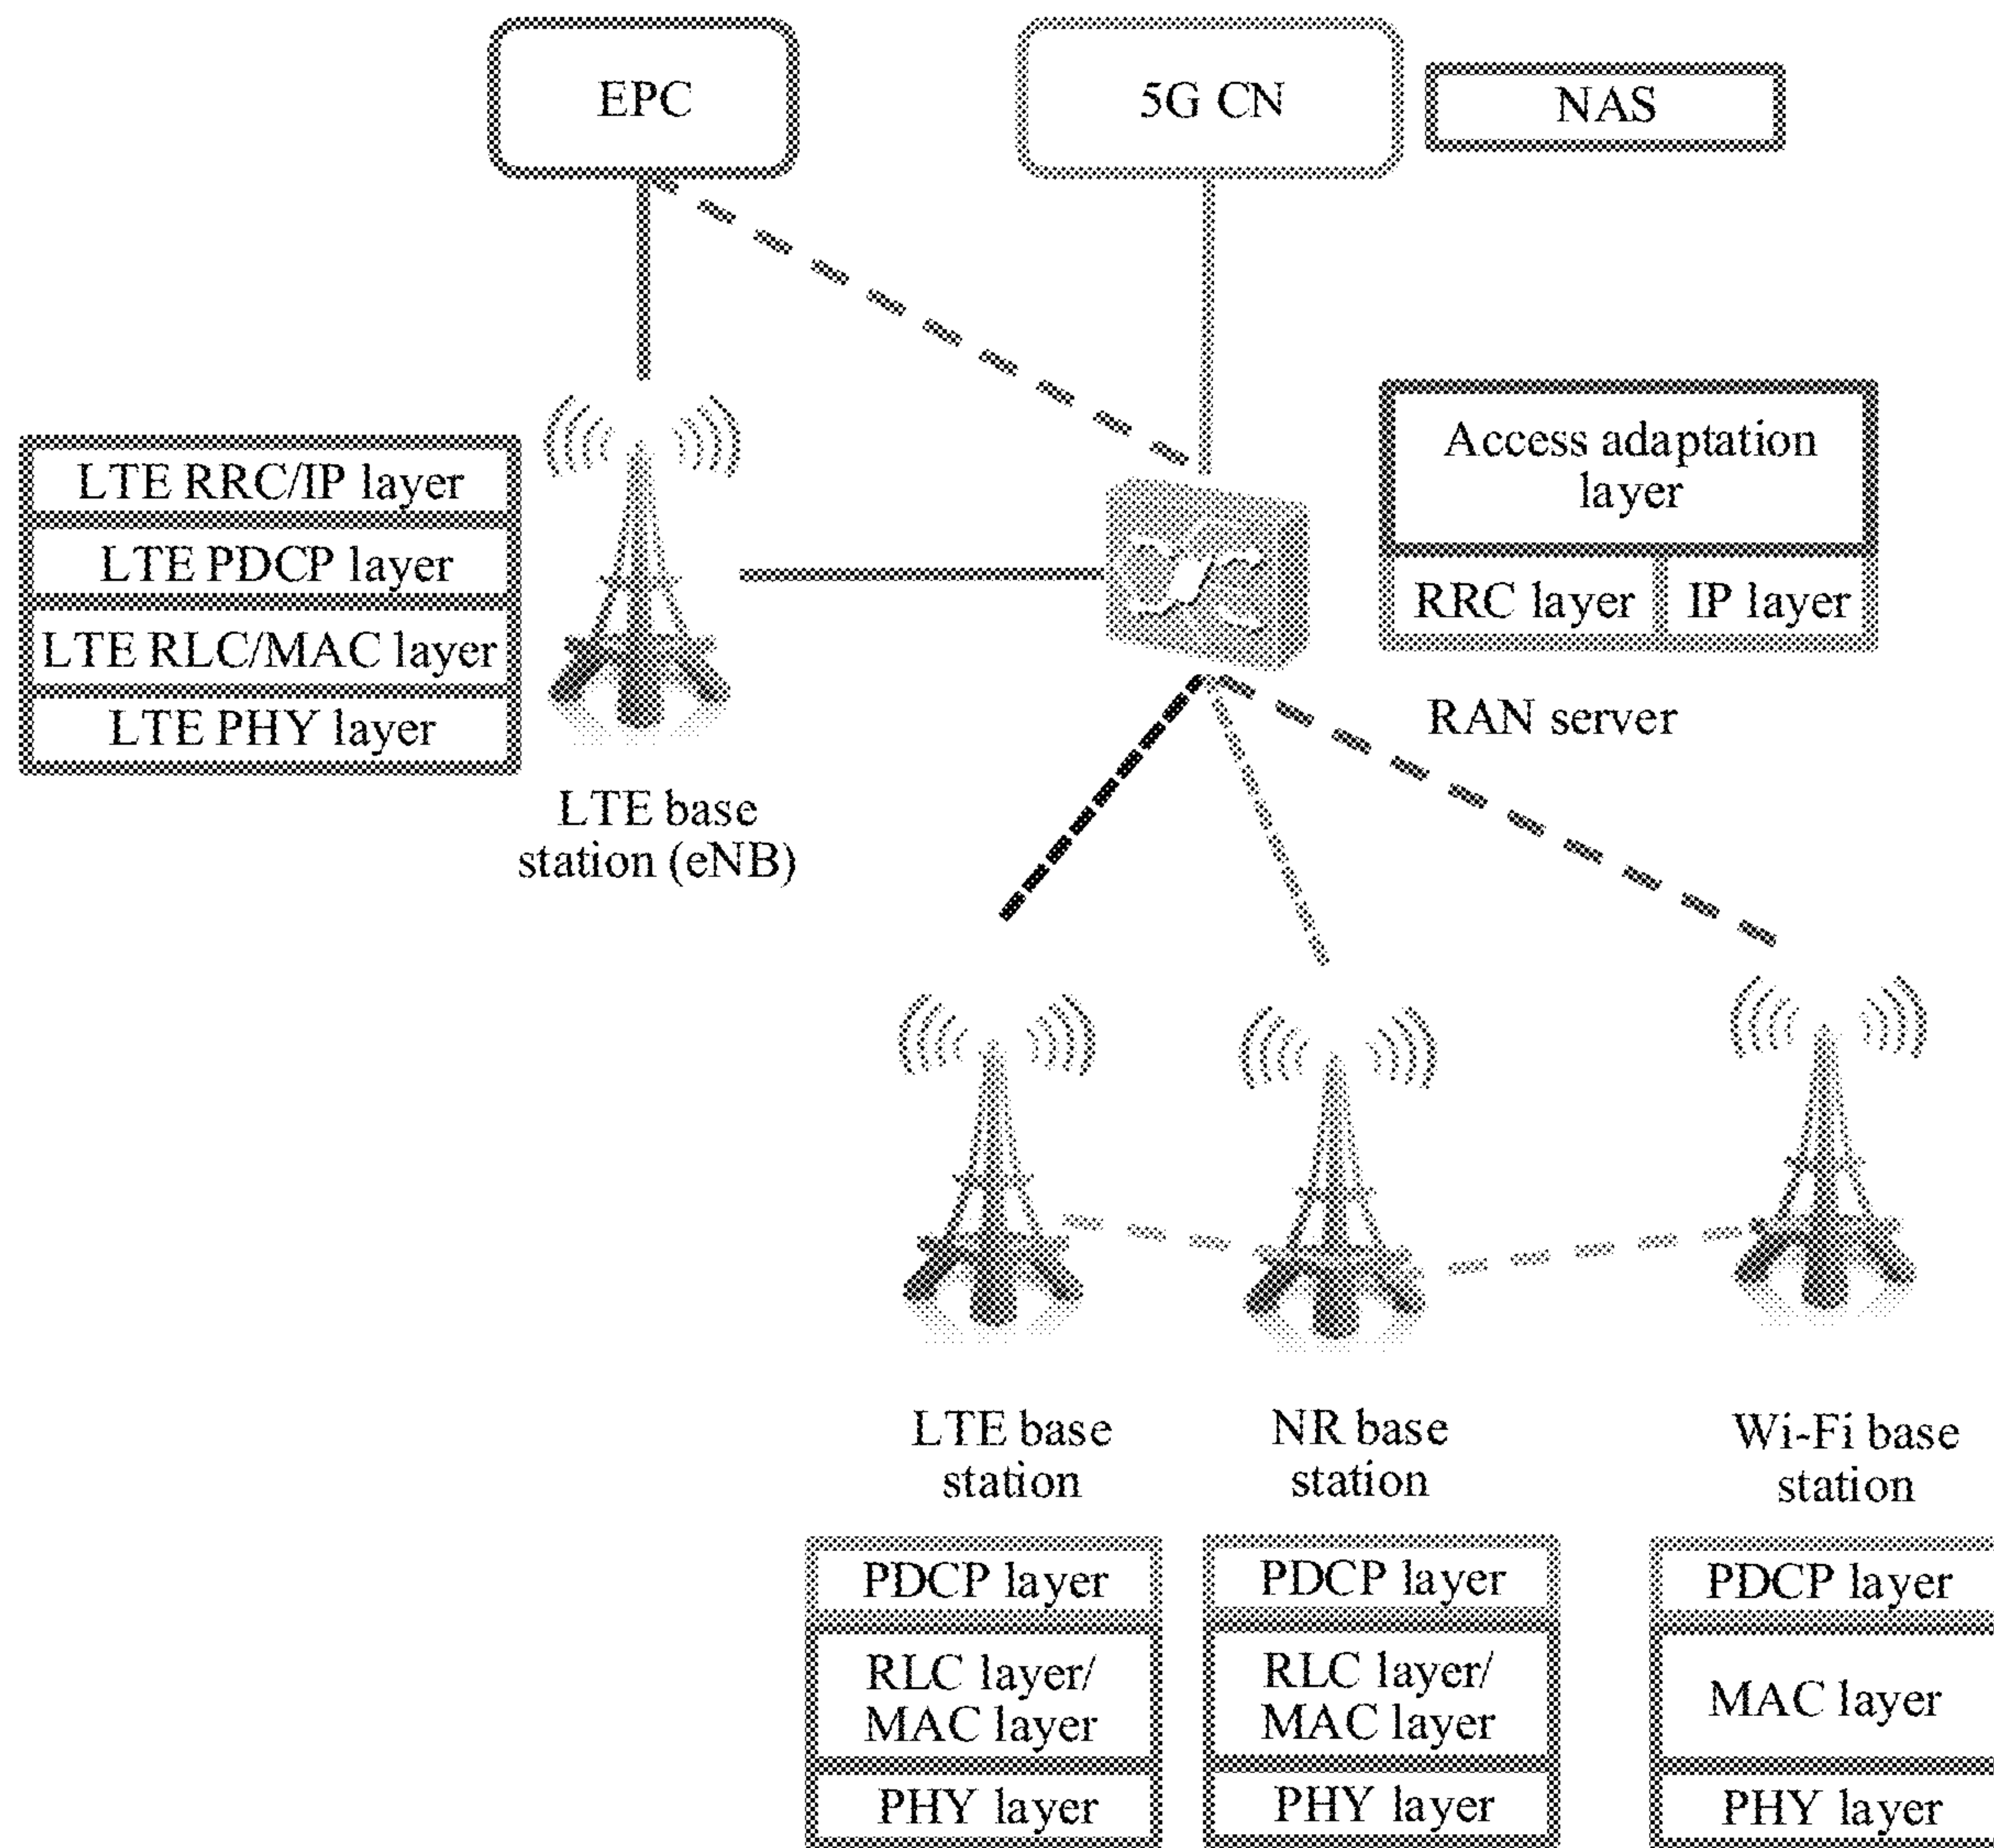 EPC
5G CN
NAS
LTE RRC/IP layer
LTE PDCP layer
LTE RLC/MAC layer
LTE PHY layer
LTE base
station (eNB)
Access adaptation
layer
RRC layer
IP layer
RAN server
LTE base
station
NR base
station
Wi-Fi base
station
PDCP layer
RLC layer/
MAC layer
PHY layer
PDCP layer
RLC layer/
MAC layer
PHY layer
PDCP layer
MAC layer
PHY layer